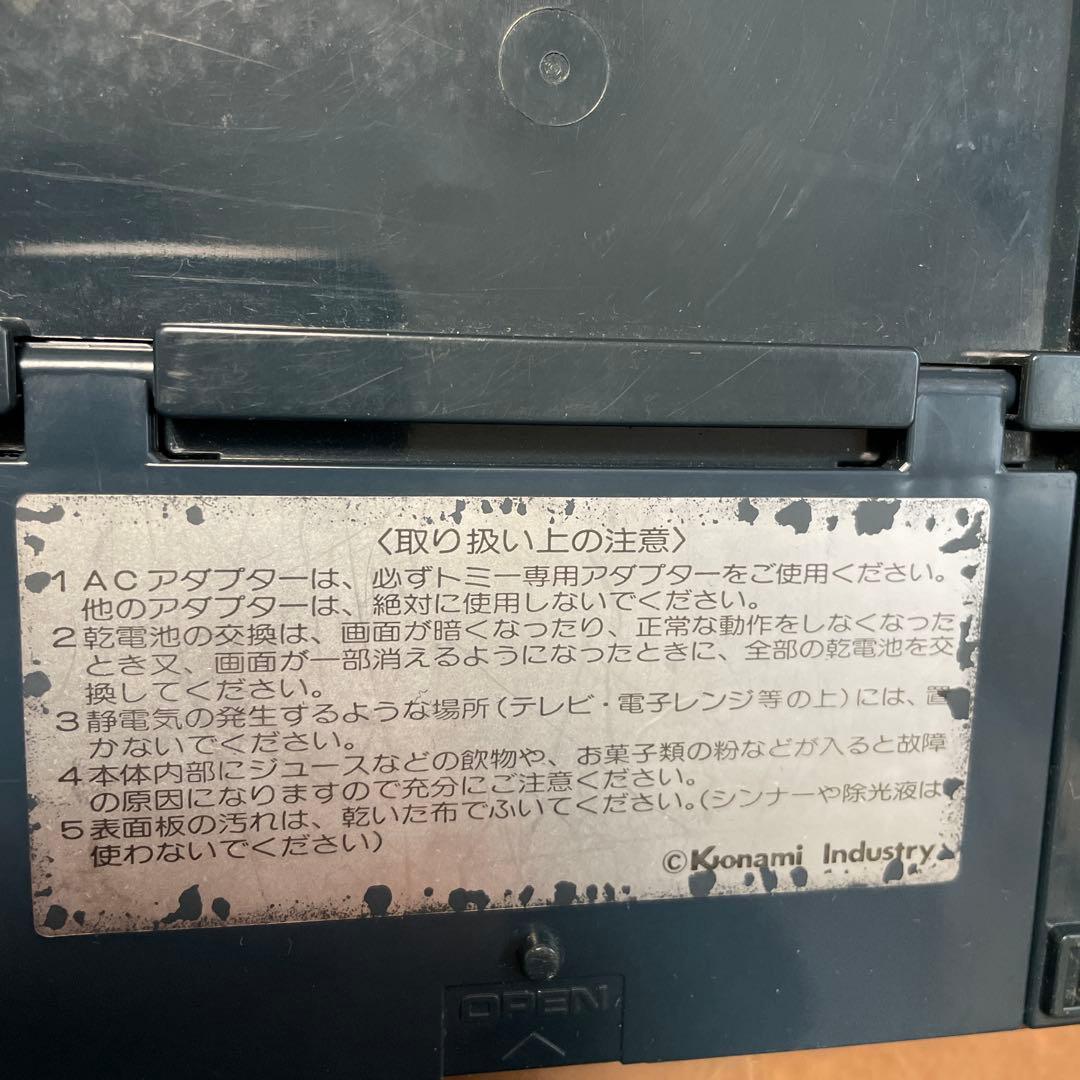 〈取り扱い上の注意〉
1 ACアダプターは、必ずトミー専用アダプターをご使用ください。
他のアダプターは、絶対に使用しないでください。
2 乾電池の交換は、画面が暗くなったり、正常な動作をしなくなった
とき又、画面が一部消えるようになったときに、全部の乾電池を交
換してください。
3 静電気の発生するような場所(テレビ・電子レンジ等の上)には、置
かないでください。
4 本体内部にジュースなどの飲物や、お菓子類の粉などが入ると故障
の原因になりますので充分にご注意ください。
5 表面板の汚れは、乾いた布でふいてください。(シンナーや除光液は
使わないでください)
©Konami Industry
OPEN